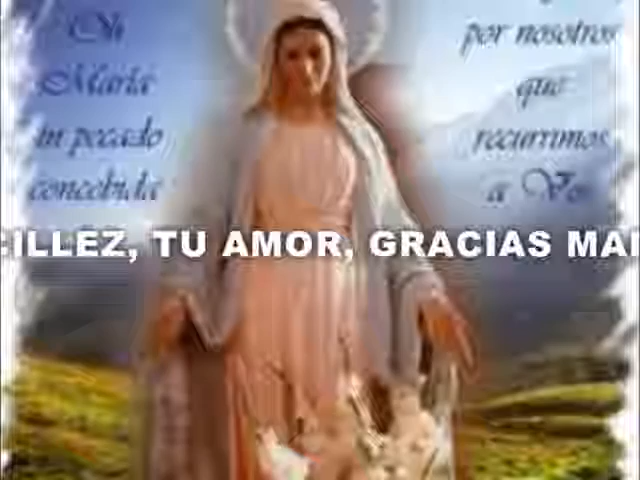 Oh
María
sin pecado
concebida
por nosotros
que
recurrimos
a Vos
CILLEZ, TU AMOR, GRACIAS MA